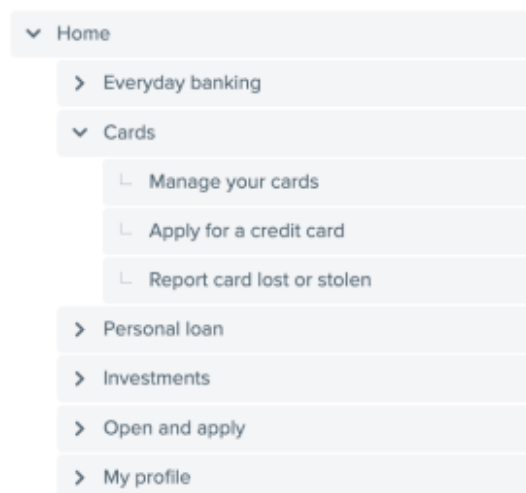 Home
Everyday banking
Cards
Manage your cards
Apply for a credit card
Report card lost or stolen
Personal loan
Investments
Open and apply
My profile